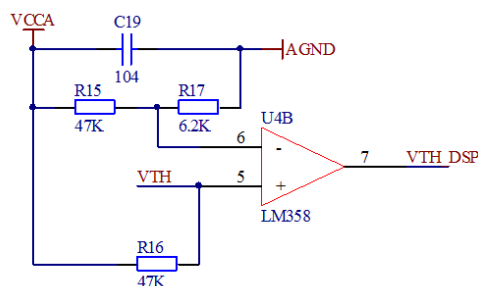 VCCA
C19
AGND
104
R15
R17
47K
6.2K
U4B
6
-
7
VTH_DSP
VTH
5
+
LM358
R16
47K